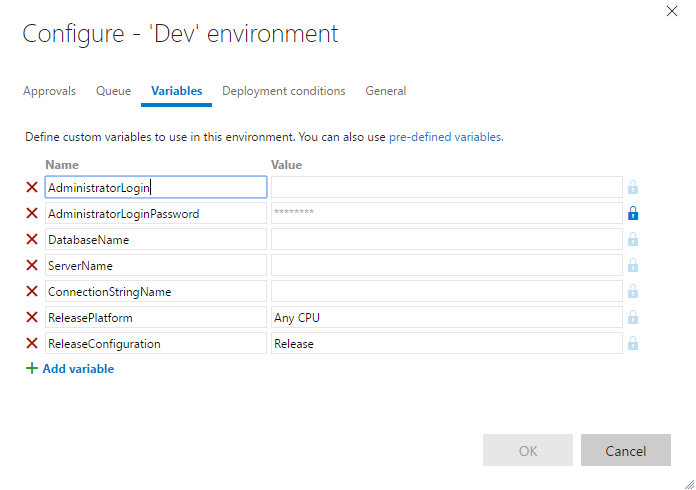 Configure - 'Dev' environment
Approvals Queue Variables Deployment conditions General
Define custom variables to use in this environment. You can also use pre-defined variables.
Name Value
AdministratorLogin
AdministratorLoginPassword ********
DatabaseName
ServerName
ConnectionStringName
ReleasePlatform Any CPU
ReleaseConfiguration Release
Add variable
OK Cancel